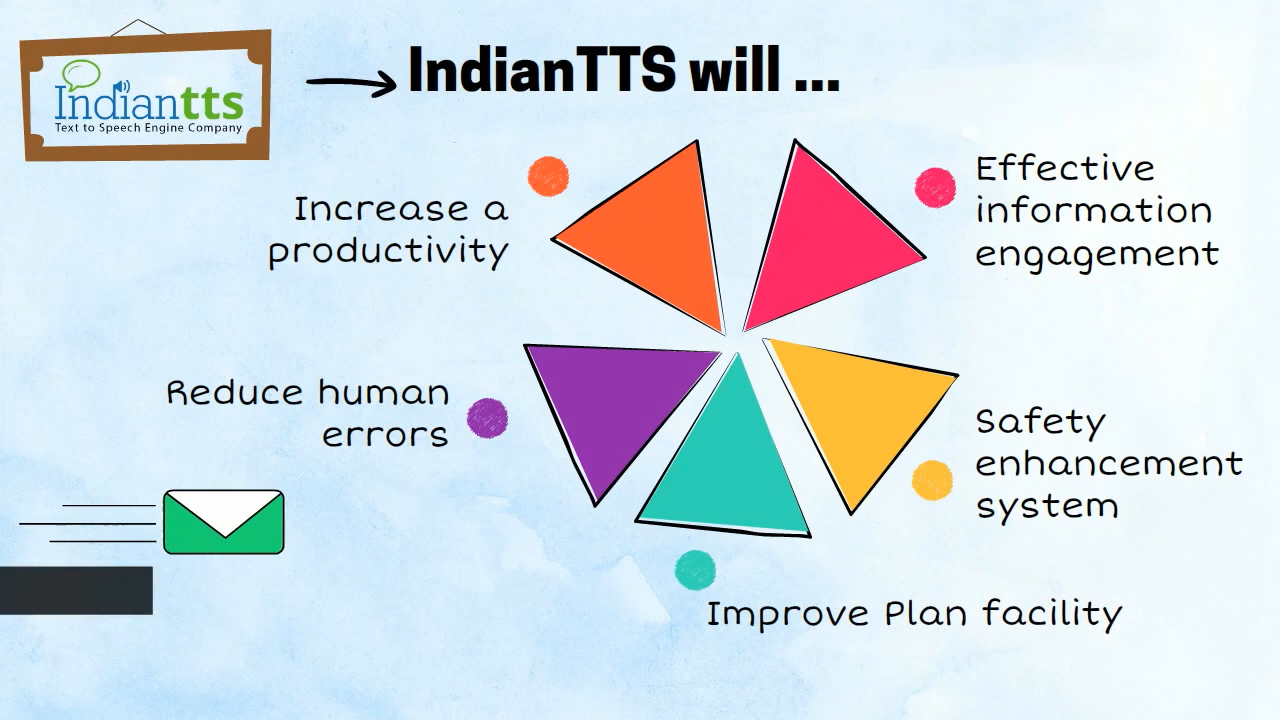 Indiantts
Text to Speech Engine Company
IndianTTS will ...
Increase a
productivity
Effective
information
engagement
Reduce human
errors
Safety
enhancement
system
Improve Plan facility